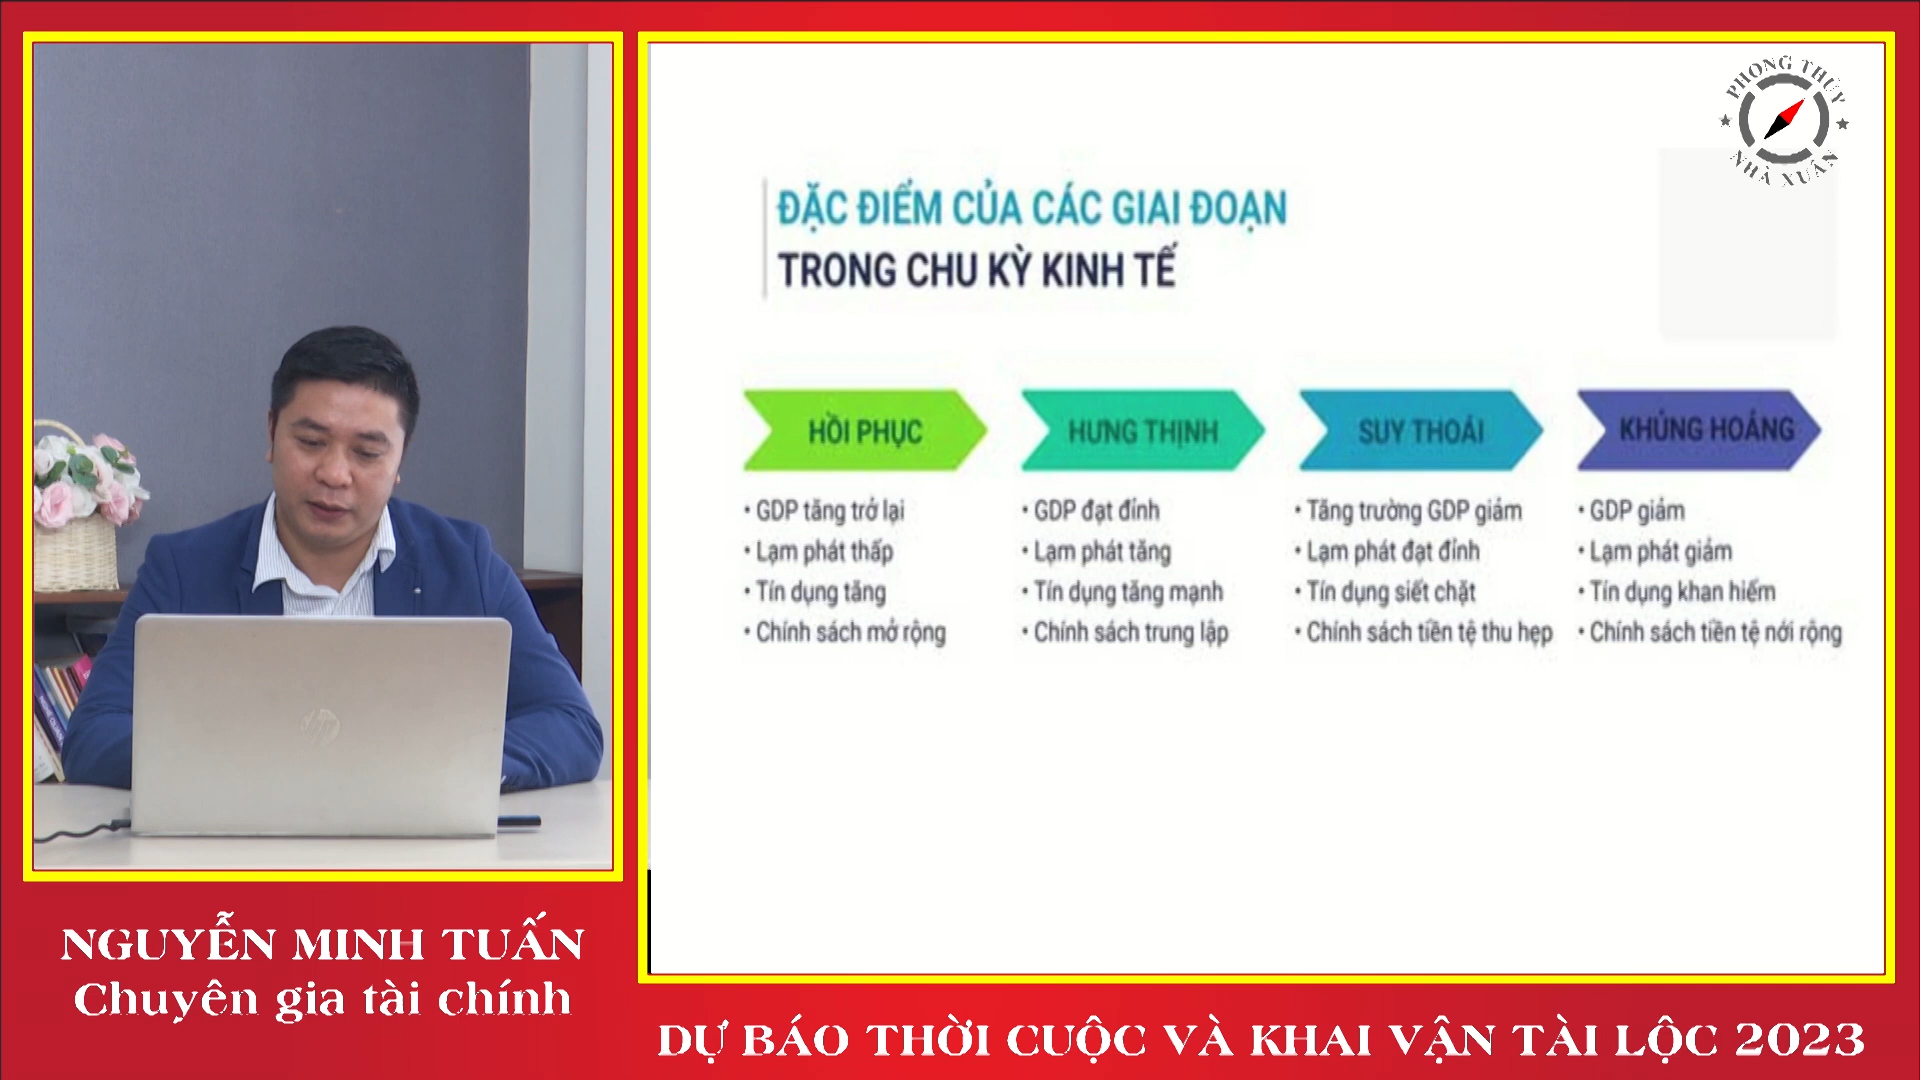 PHONG THỦY
NHÀ XUÂN
ĐẶC ĐIỂM CỦA CÁC GIAI ĐOẠN
TRONG CHU KỲ KINH TẾ
HỒI PHỤC
• GDP tăng trở lại
• Lạm phát thấp
• Tín dụng tăng
• Chính sách mở rộng
HƯNG THỊNH
• GDP đạt đỉnh
• Lạm phát tăng
• Tín dụng tăng mạnh
• Chính sách trung lập
SUY THOÁI
• Tăng trưởng GDP giảm
• Lạm phát đạt đỉnh
• Tín dụng siết chặt
• Chính sách tiền tệ thu hẹp
KHỦNG HOẢNG
• GDP giảm
• Lạm phát giảm
• Tín dụng khan hiếm
• Chính sách tiền tệ nới rộng
hp
NGUYỄN MINH TUẤN
Chuyên gia tài chính
DỰ BÁO THỜI CUỘC VÀ KHAI VẬN TÀI LỘC 2023